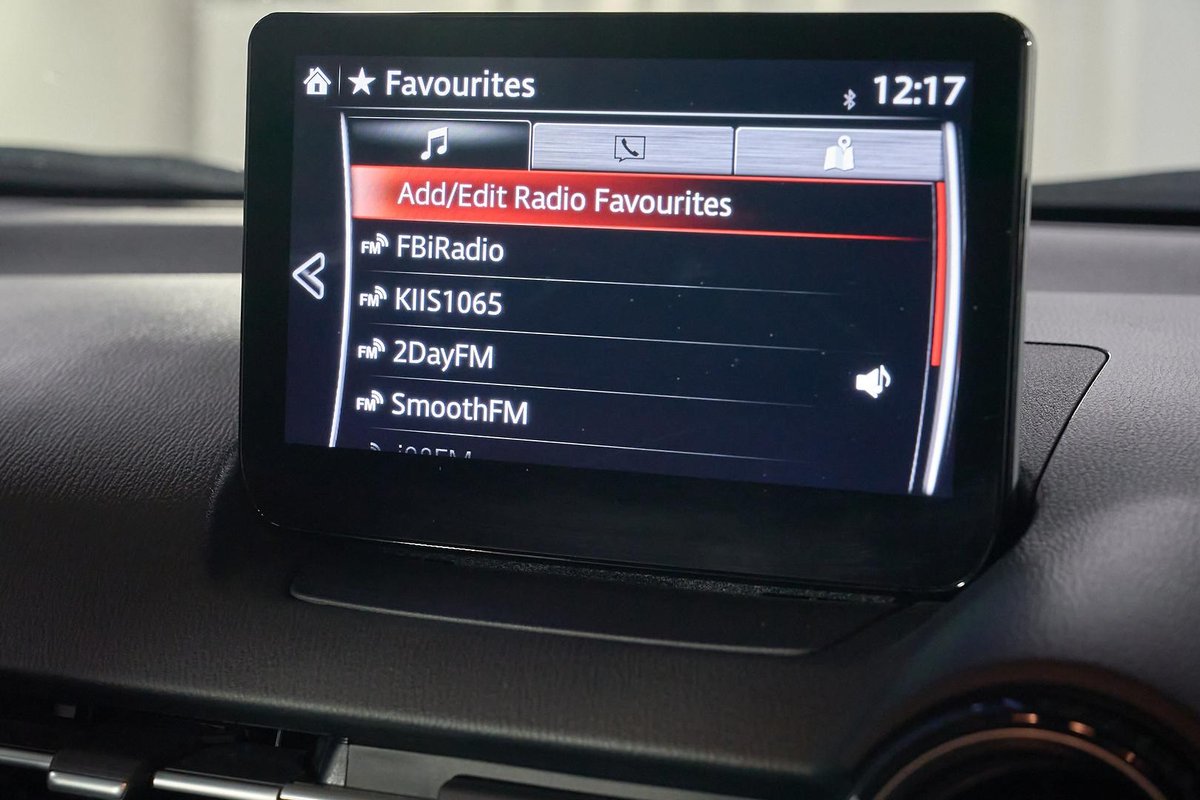 Favourites
12:17
Add/Edit Radio Favourites
FM FBiRadio
FM KIIS1065
FM 2DayFM
FM SmoothFM